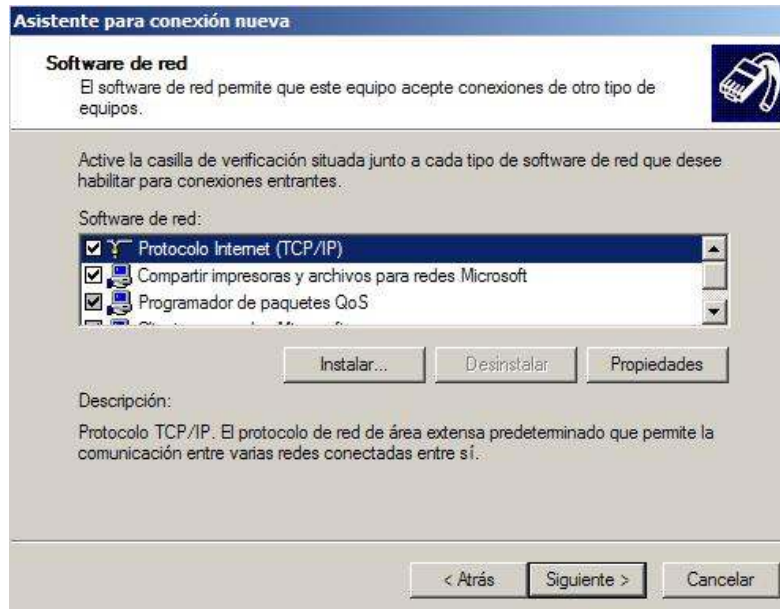 Asistente para conexión nueva
Software de red
El software de red permite que este equipo acepte conexiones de otro tipo de
equipos.
Active la casilla de verificación situada junto a cada tipo de software de red que desee
habilitar para conexiones entrantes.
Software de red:
Protocolo Internet (TCP/IP)
Compartir impresoras y archivos para redes Microsoft
Programador de paquetes QoS
Instalar... Desinstalar Propiedades
Descripción:
Protocolo TCP/IP. El protocolo de red de área extensa predeterminado que permite la
comunicación entre varias redes conectadas entre sí.
< Atrás Siguiente > Cancelar